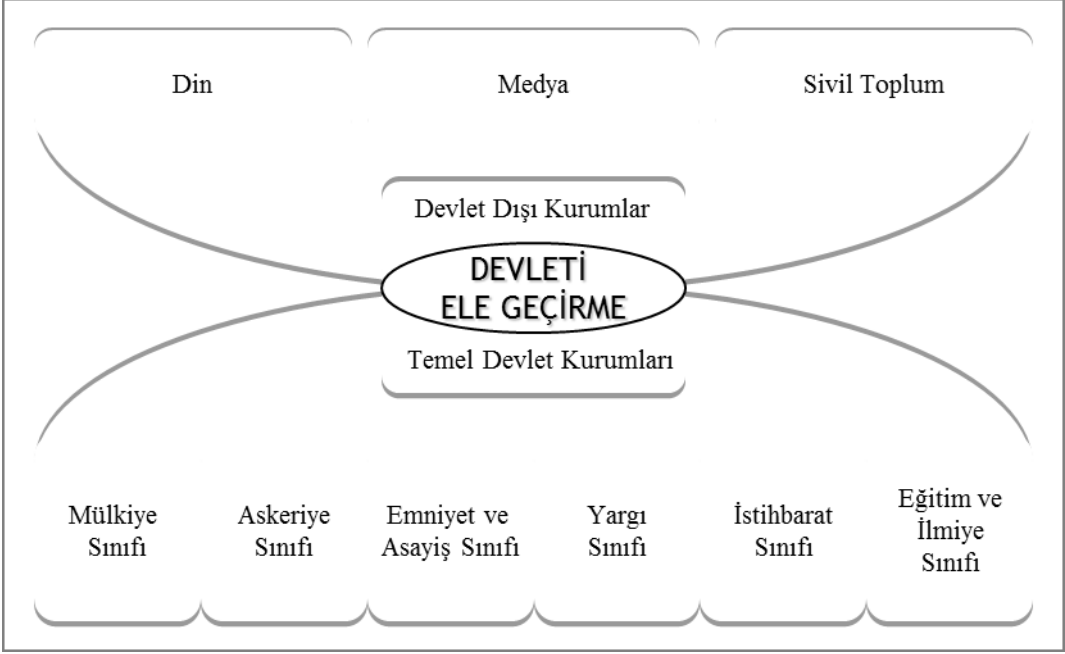 Din
Medya
Sivil Toplum
Devlet Dışı Kurumlar
DEVLETİ
ELE GEÇİRME
Temel Devlet Kurumları
Mülkiye
Sınıfı
Askeriye
Sınıfı
Emniyet ve
Asayiş Sınıfı
Yargı
Sınıfı
İstihbarat
Sınıfı
Eğitim ve
İlmiye
Sınıfı